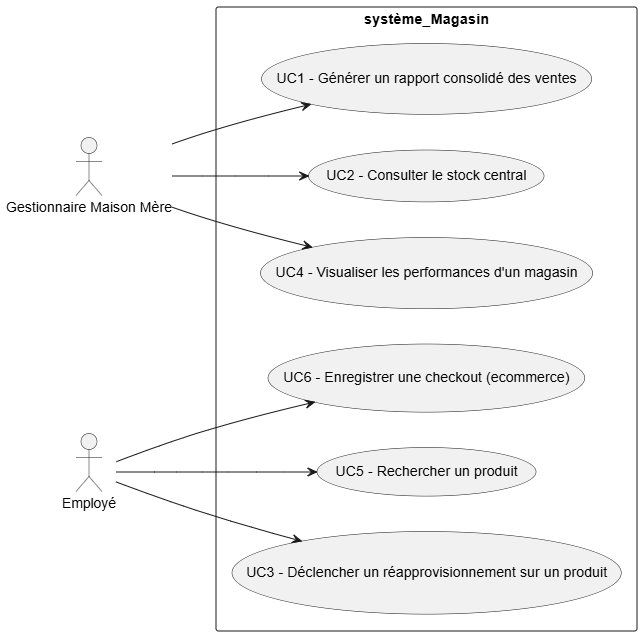 système_Magasin
UC1 - Générer un rapport consolidé des ventes
UC2 - Consulter le stock central
Gestionnaire Maison Mère
UC4 - Visualiser les performances d'un magasin
UC6 - Enregistrer une checkout (ecommerce)
UC5 - Rechercher un produit
Employé
UC3 - Déclencher un réapprovisionnement sur un produit